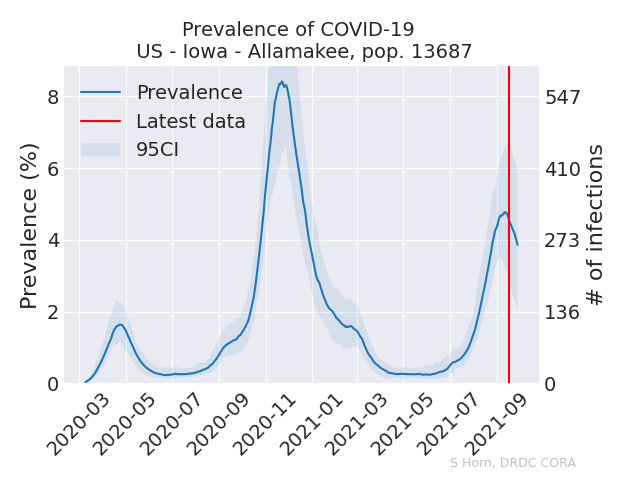 Prevalence of COVID-19
US - Iowa - Allamakee, pop. 13687
Prevalence
Latest data
95CI
Prevalence (%)
8
6
4
2
0
547
410
273
136
0
# of infections
2020-03
2020-05
2020-07
2020-09
2020-11
2021-01
2021-03
2021-05
2021-07
2021-09
S Horn, DRDC CORA